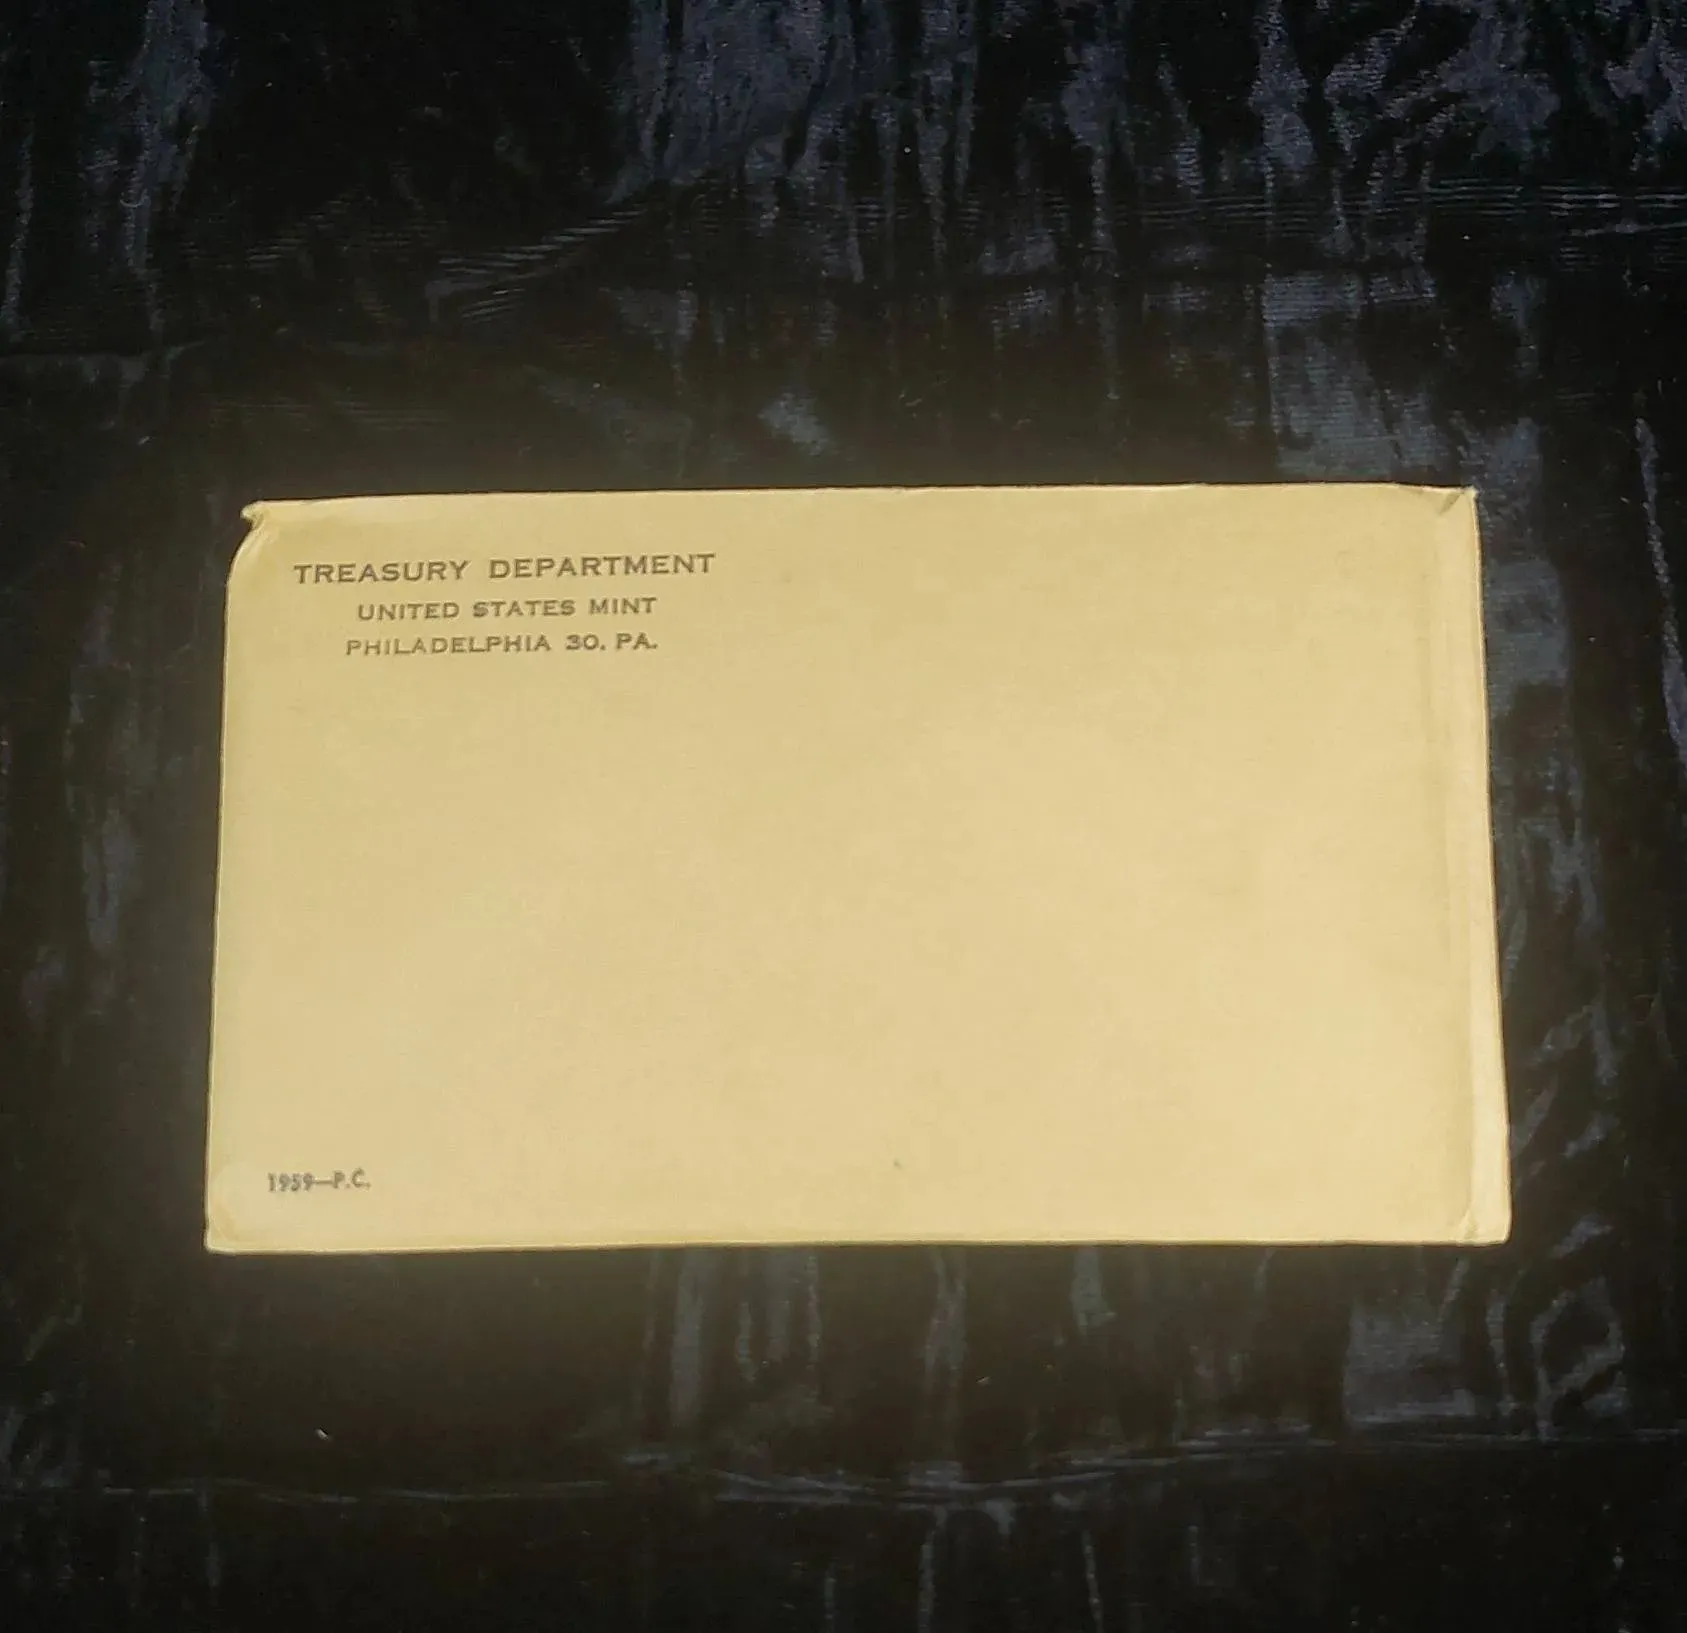 TREASURY DEPARTMENT
UNITED STATES MINT
PHILADELPHIA 30, PA.
1959—P.C.